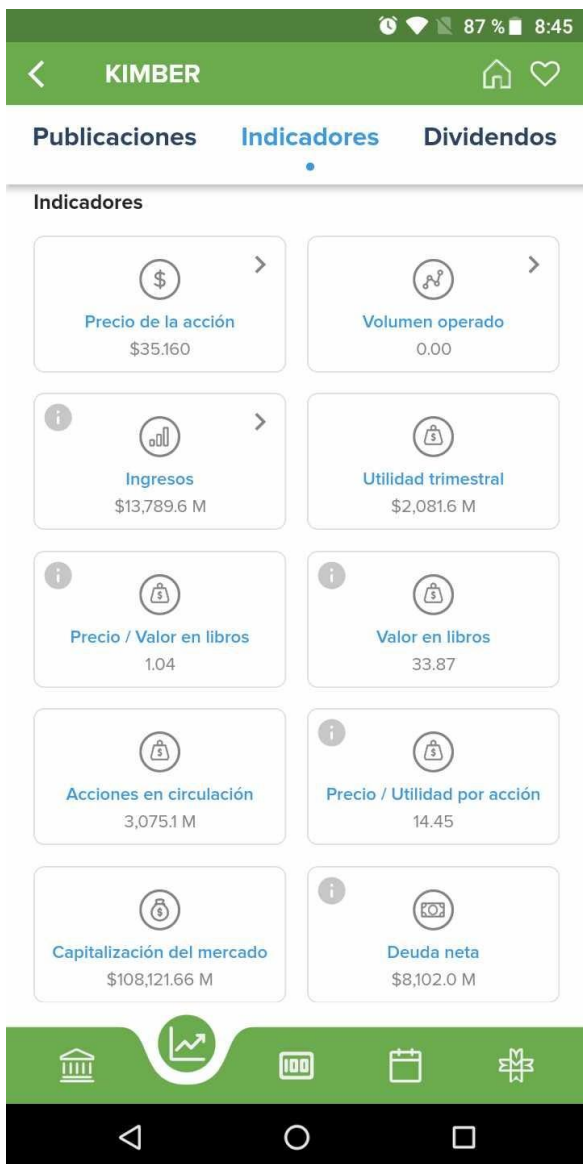 87 % 8:45
KIMBER
Publicaciones Indicadores Dividendos
Indicadores
Precio de la acción
$35.160
Volumen operado
0.00
Ingresos
$13,789.6 M
Utilidad trimestral
$2,081.6 M
Precio / Valor en libros
1.04
Valor en libros
33.87
Acciones en circulación
3,075.1 M
Precio / Utilidad por acción
14.45
Capitalización del mercado
$108,121.66 M
Deuda neta
$8,102.0 M
100